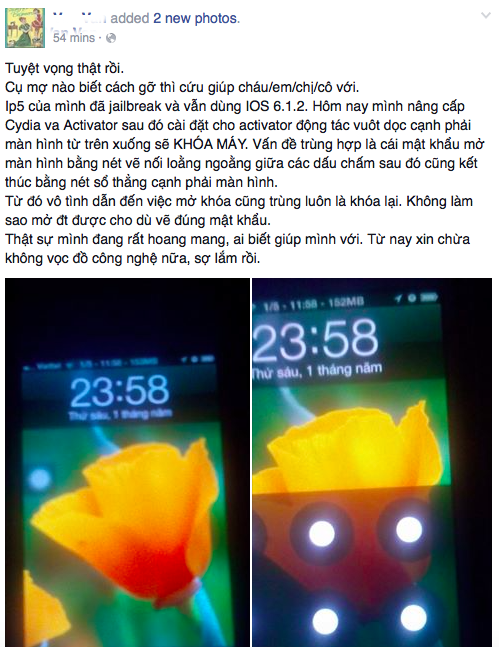 added 2 new photos.
54 mins ·
Tuyệt vọng thật rồi.
Cụ mợ nào biết cách gỡ thì cứu giúp cháu/em/chị/cô với.
Ip5 của mình đã jailbreak và vẫn dùng IOS 6.1.2. Hôm nay mình nâng cấp
Cydia va Activator sau đó cài đặt cho activator động tác vuôt dọc cạnh phải
màn hình từ trên xuống sẽ KHÓA MÁY. Vấn đề trùng hợp là cái mật khẩu mở
màn hình bằng nét vẽ nối loằng ngoằng giữa các dấu chấm sau đó cũng kết
thúc bằng nét sổ thẳng cạnh phải màn hình.
Từ đó vô tình dẫn đến việc mở khóa cũng trùng luôn là khóa lại. Không làm
sao mở đt được cho dù vẽ đúng mật khẩu.
Thật sự mình đang rất hoang mang, ai biết giúp mình với. Từ nay xin chừa
không vọc đồ công nghệ nữa, sợ lắm rồi.
Viettel 1/5 - 11:58 - 152MB
23:58
Thứ sáu, 1 tháng năm
1/5 - 11:58 - 152MB
23:58
Thứ sáu, 1 tháng năm